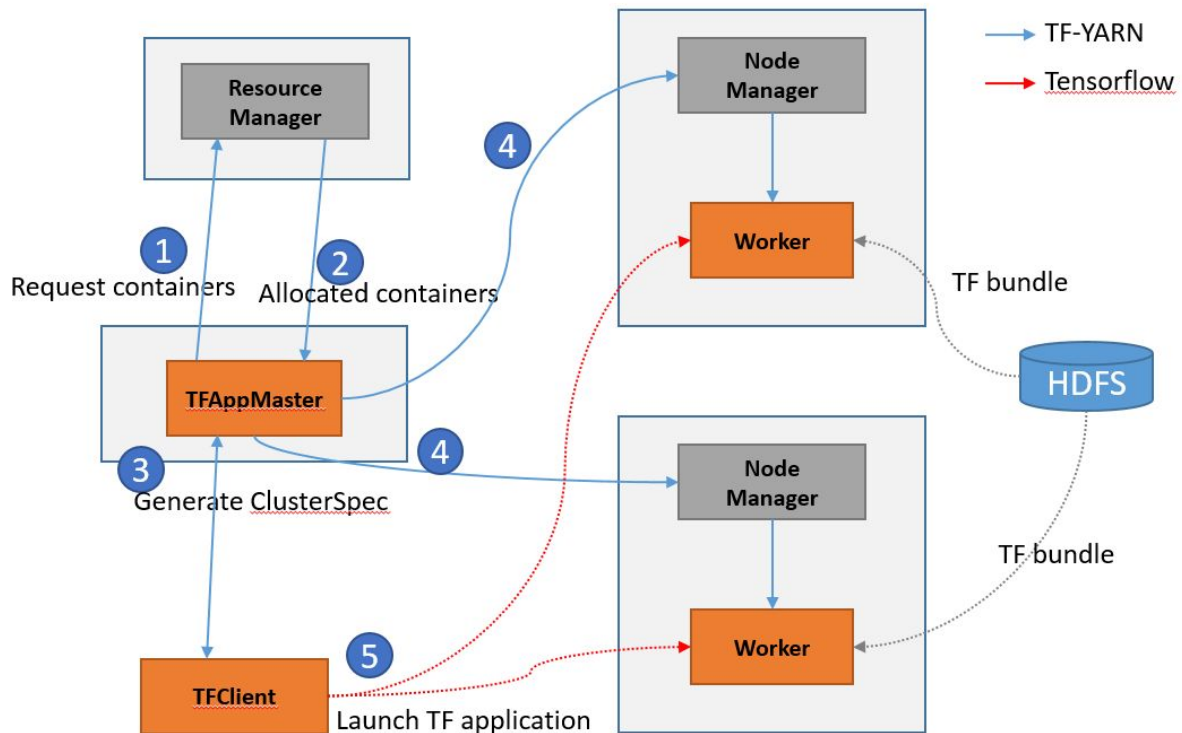 TF-YARN
Tensorflow
Resource
Manager
Node
Manager
4
Worker
1
2
Request containers
Allocated containers
TF bundle
HDFS
TFAppMaster
4
3
Generate ClusterSpec
Node
Manager
TF bundle
Worker
5
TFClient
Launch TF application